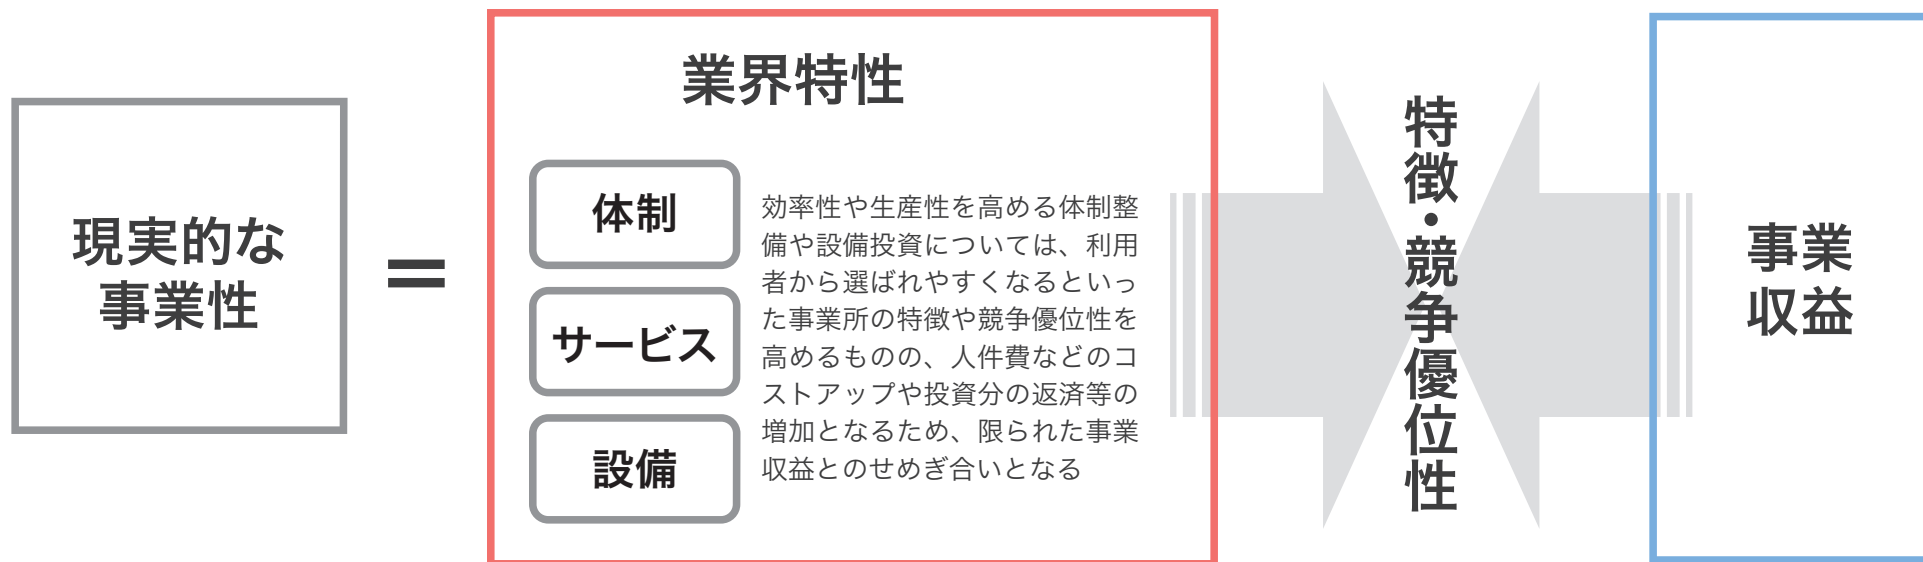 現実的な
事業性
=
業界特性
体制
サービス
設備
効率性や生産性を高める体制整
備や設備投資については、利用
者から選ばれやすくなるといっ
た事業所の特徴や競争優位性を
高めるものの、人件費などのコ
ストアップや投資分の返済等の
増加となるため、限られた事業
収益とのせめぎ合いとなる
特徴・競争優位性
事業
収益